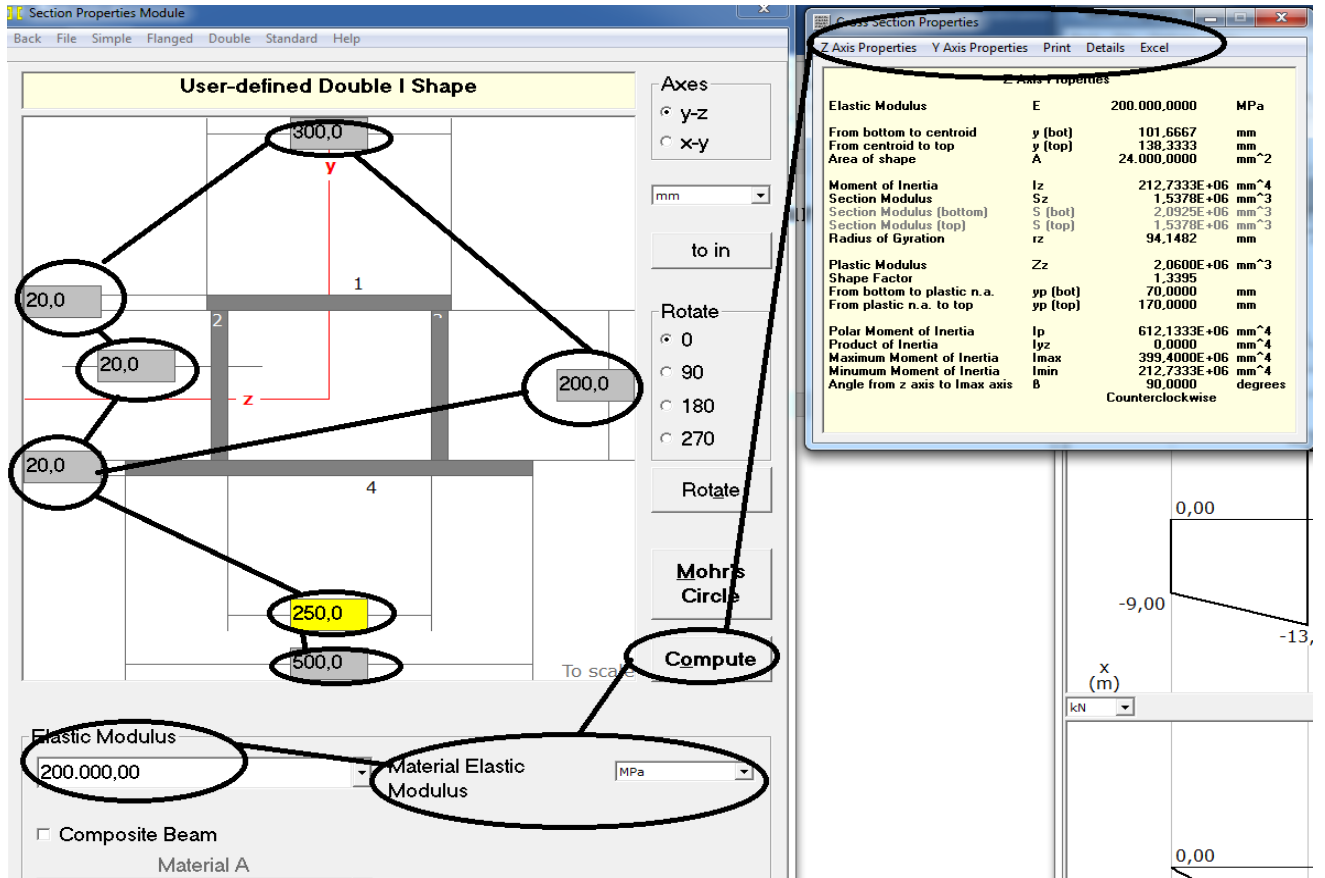 Section Properties Module
Back File Simple Flanged Double Standard Help
User-defined Double I Shape
300,0
y
20,0
1
2
20,0
200,0
z
20,0
4
250,0
500,0
To scale
Axes
y-z
x-y
mm
to in
Rotate
0
90
180
270
Rotate
Mohr's
Circle
Compute
Elastic Modulus
200.000,00
Material Elastic
Modulus
MPa
Composite Beam
Material A
Cross Section Properties
Z Axis Properties Y Axis Properties Print Details Excel
Z Axis Properties
Elastic Modulus E 200.000,0000 MPa
From bottom to centroid y (bot) 101,6667 mm
From centroid to top y (top) 138,3333 mm
Area of shape A 24.000,0000 mm^2
Moment of Inertia Iz 212,7333E+06 mm^4
Section Modulus Sz 1,5378E+06 mm^3
Section Modulus (bottom) S (bot) 2,0925E+06 mm^3
Section Modulus (top) S (top) 1,5378E+06 mm^3
Radius of Gyration rz 94,1482 mm
Plastic Modulus Zz 2,0600E+06 mm^3
Shape Factor 1,3395
From bottom to plastic n.a. yp (bot) 70,0000 mm
From plastic n.a. to top yp (top) 170,0000 mm
Polar Moment of Inertia Ip 612,1333E+06 mm^4
Product of Inertia Iyz 0,0000 mm^4
Maximum Moment of Inertia Imax 399,4000E+06 mm^4
Minumum Moment of Inertia Imin 212,7333E+06 mm^4
Angle from z axis to Imax axis ß 90,0000 degrees
Counterclockwise
0,00
-9,00
-13,
x
(m)
kN
0,00